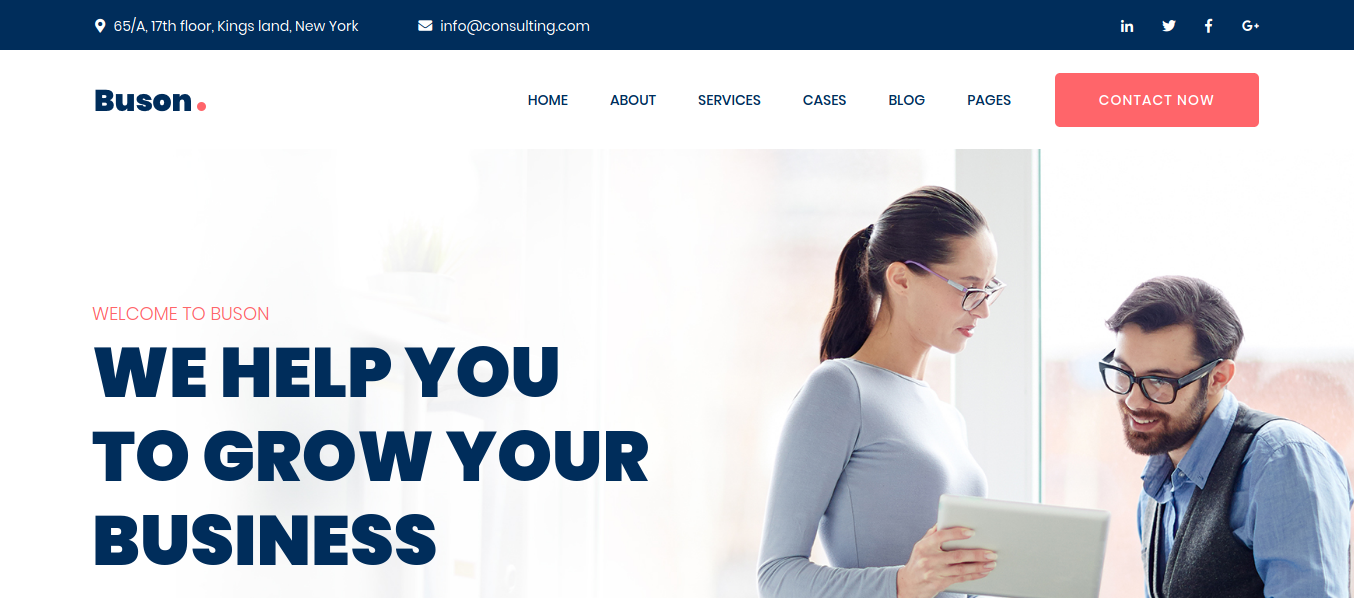 65/A, 17th floor, Kings land, New York
info@consulting.com
Buson.
HOME ABOUT SERVICES CASES BLOG PAGES
CONTACT NOW
WELCOME TO BUSON
WE HELP YOU
TO GROW YOUR
BUSINESS